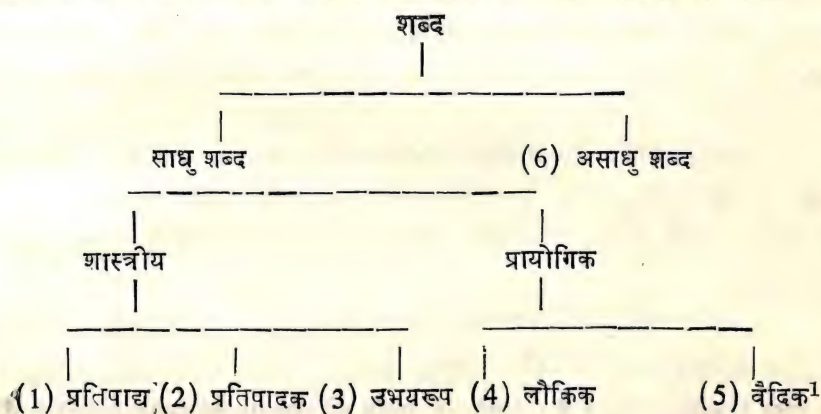 शब्द
साधु शब्द (6) असाधु शब्द
शास्त्रीय प्रायोगिक
(1) प्रतिपाद्य (2) प्रतिपादक (3) उभयरूप (4) लौकिक (5) वैदिक¹